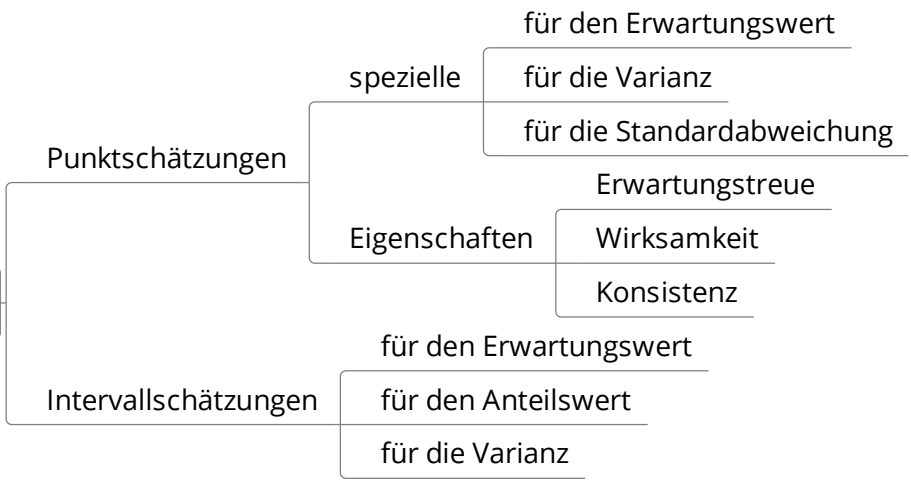 für den Erwartungswert
spezielle
für die Varianz
für die Standardabweichung
Punktschätzungen
Erwartungstreue
Eigenschaften
Wirksamkeit
Konsistenz
für den Erwartungswert
Intervallschätzungen
für den Anteilswert
für die Varianz